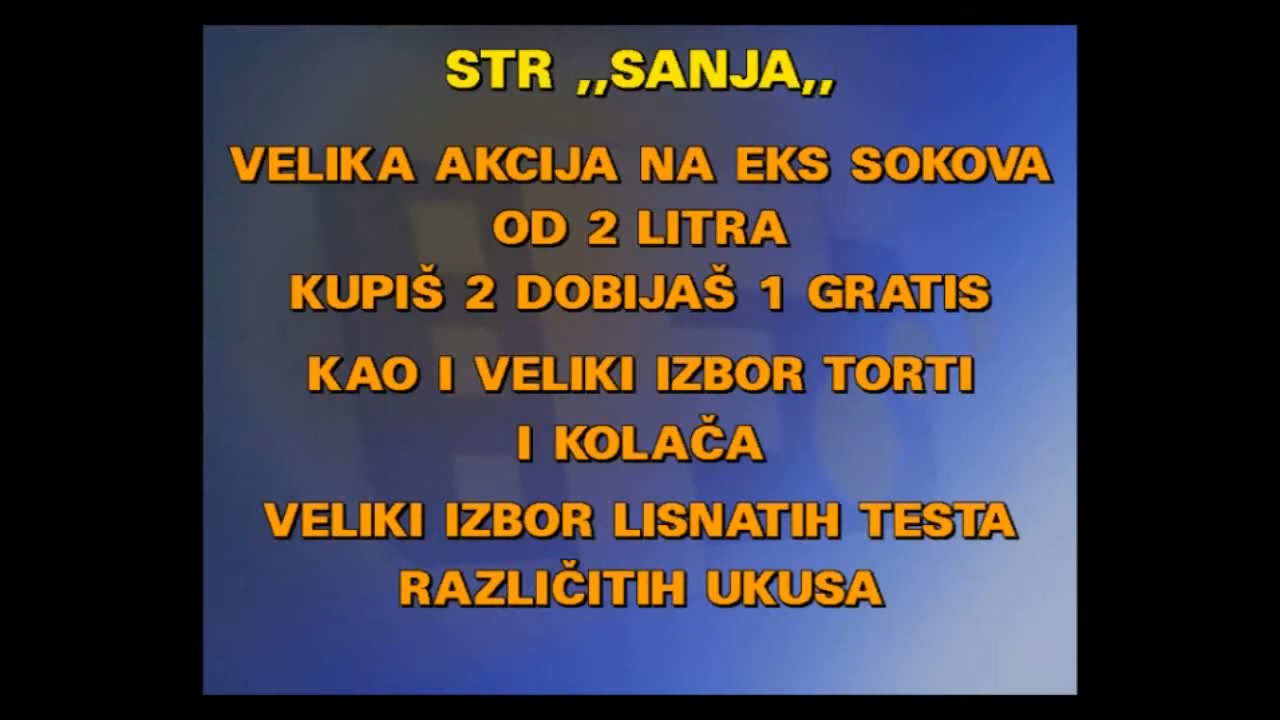 STR ,,SANJA,,
VELIKA AKCIJA NA EKS SOKOVA
OD 2 LITRA
KUPIŠ 2 DOBIJAŠ 1 GRATIS
KAO I VELIKI IZBOR TORTI
I KOLAČA
VELIKI IZBOR LISNATIH TESTA
RAZLIČITIH UKUSA